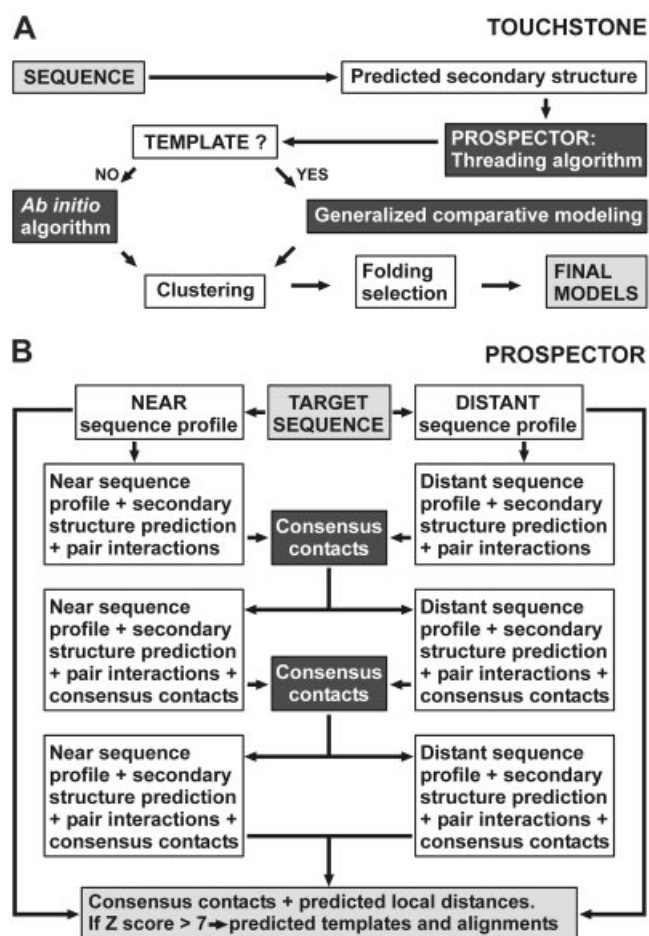 A
TOUCHSTONE
SEQUENCE
Predicted secondary structure
TEMPLATE ?
PROSPECTOR:
Threading algorithm
NO
YES
Ab initio
algorithm
Generalized comparative modeling
Clustering
Folding
selection
FINAL
MODELS
B
PROSPECTOR
NEAR
sequence profile
TARGET
SEQUENCE
DISTANT
sequence profile
Near sequence
profile + secondary
structure prediction
+ pair interactions
Consensus
contacts
Distant sequence
profile + secondary
structure prediction
+ pair interactions
Near sequence
profile + secondary
structure prediction
+ pair interactions +
consensus contacts
Consensus
contacts
Distant sequence
profile + secondary
structure prediction
+ pair interactions +
consensus contacts
Near sequence
profile + secondary
structure prediction
+ pair interactions +
consensus contacts
Distant sequence
profile + secondary
structure prediction
+ pair interactions +
consensus contacts
Consensus contacts + predicted local distances.
If Z score > 7➔predicted templates and alignments